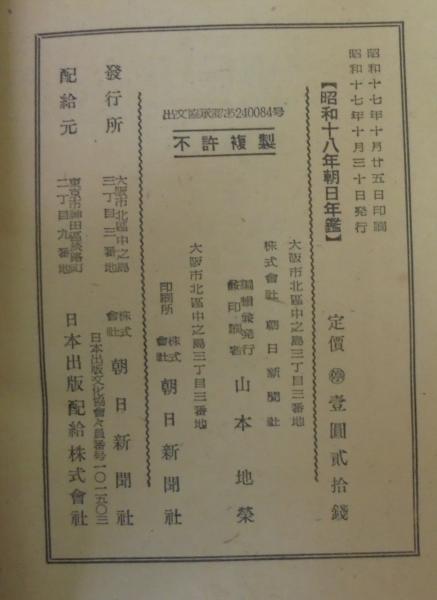 昭和十七年十月廿五日印刷
昭和十七年十月三十日発行
【昭和十八年朝日年鑑】
定價 壹圓貳拾錢
出文協承認あ240084号
不許複製
大阪市北區中之島三丁目三番地
株式會社 朝日新聞社
編輯兼発行
兼印刷者 山本地榮
大阪市北區中之島三丁目三番地
印刷所 株式會社 朝日新聞社
發行所 大阪市北區中之島三丁目三番地
株式會社 朝日新聞社
日本出版文化協會々員番号一〇一五〇三
配給元 東京市神田區淡路町二丁目九番地
日本出版配給株式會社